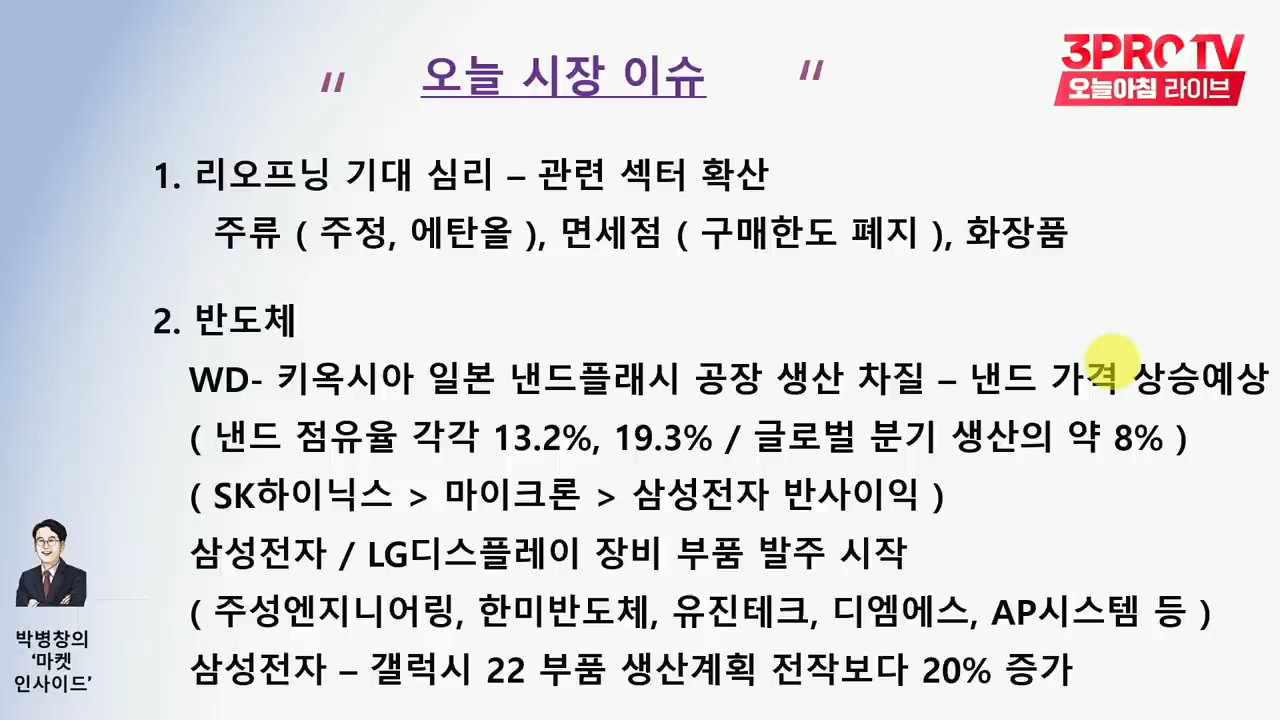 3PRO TV
오늘아침 라이브
" 오늘 시장 이슈 "
1. 리오프닝 기대 심리 – 관련 섹터 확산
주류 ( 주정, 에탄올 ), 면세점 ( 구매한도 폐지 ), 화장품
2. 반도체
WD- 키옥시아 일본 낸드플래시 공장 생산 차질 – 낸드 가격 상승예상
( 낸드 점유율 각각 13.2%, 19.3% / 글로벌 분기 생산의 약 8% )
( SK하이닉스 > 마이크론 > 삼성전자 반사이익 )
삼성전자 / LG디스플레이 장비 부품 발주 시작
( 주성엔지니어링, 한미반도체, 유진테크, 디엠에스, AP시스템 등 )
삼성전자 – 갤럭시 22 부품 생산계획 전작보다 20% 증가
박병창의
‘마켓
인사이드’